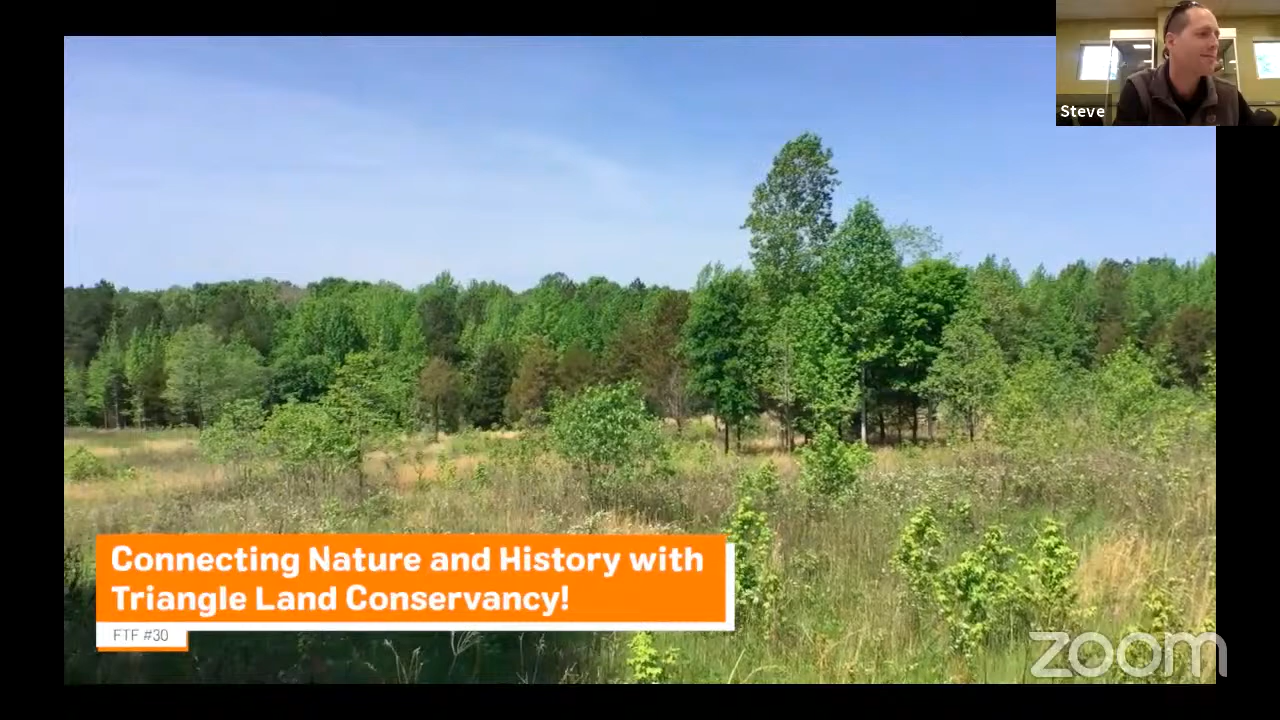 Steve
Connecting Nature and History with
Triangle Land Conservancy!
FTF #30
zoom